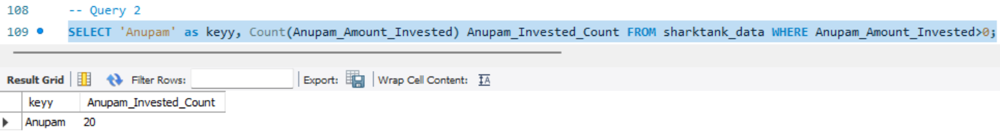 108 -- Query 2
109 SELECT 'Anupam' as keyy, Count(Anupam_Amount_Invested) Anupam_Invested_Count FROM sharktank_data WHERE Anupam_Amount_Invested>0;
Result Grid Filter Rows: Export: Wrap Cell Content: IA
keyy Anupam_Invested_Count
Anupam 20